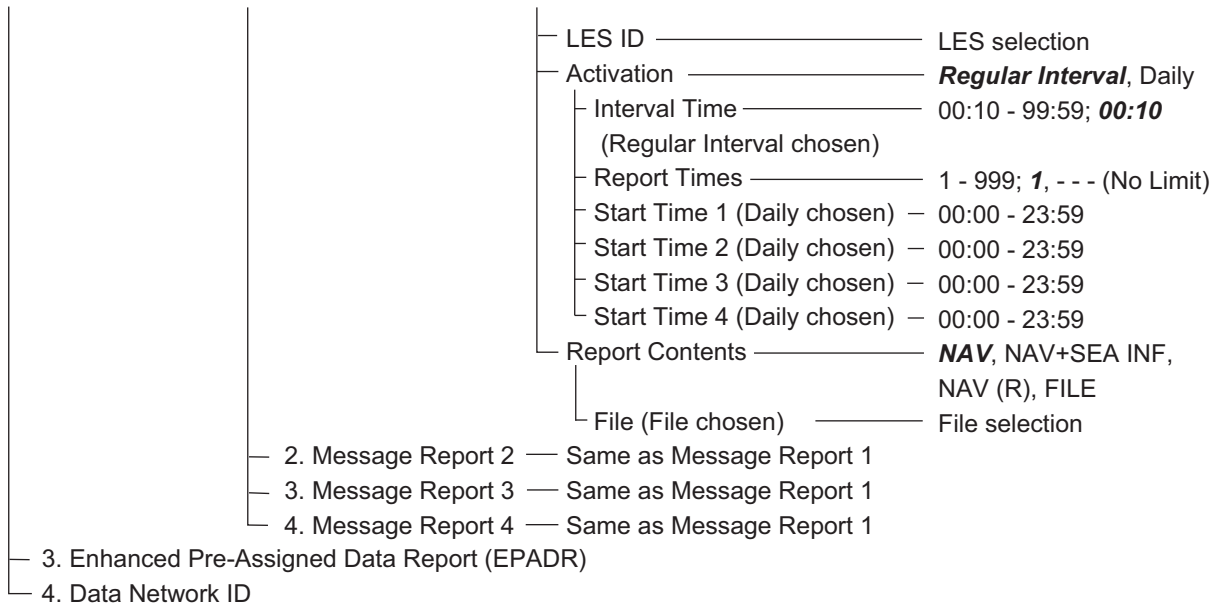 LES ID LES selection
Activation Regular Interval, Daily
Interval Time 00:10 - 99:59; 00:10
(Regular Interval chosen)
Report Times 1 - 999; 1, - - - (No Limit)
Start Time 1 (Daily chosen) 00:00 - 23:59
Start Time 2 (Daily chosen) 00:00 - 23:59
Start Time 3 (Daily chosen) 00:00 - 23:59
Start Time 4 (Daily chosen) 00:00 - 23:59
Report Contents NAV, NAV+SEA INF,
NAV (R), FILE
File (File chosen) File selection
2. Message Report 2 Same as Message Report 1
3. Message Report 3 Same as Message Report 1
4. Message Report 4 Same as Message Report 1
3. Enhanced Pre-Assigned Data Report (EPADR)
4. Data Network ID